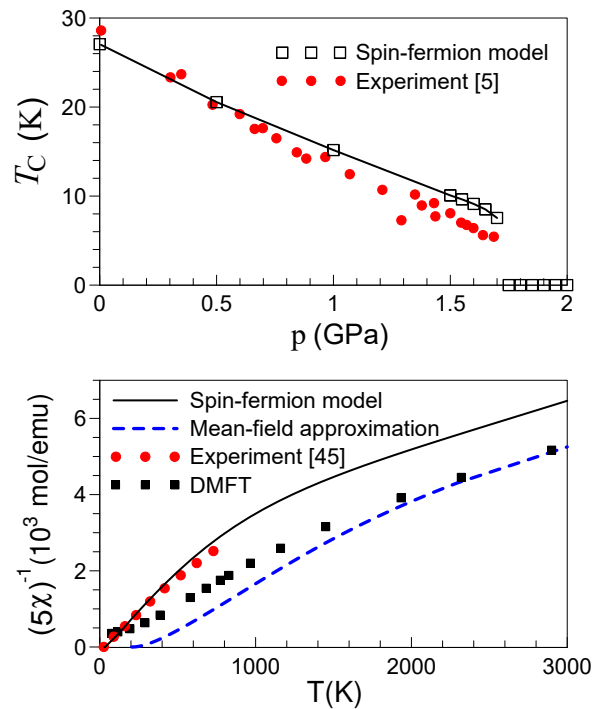 30
20
10
0
T_C (K)
Spin-fermion model
Experiment [5]
0 0.5 1 1.5 2
p (GPa)
6
4
2
0
(5χ)⁻¹(10³ mol/emu)
Spin-fermion model
Mean-field approximation
Experiment [45]
DMFT
0 1000 2000 3000
T(K)